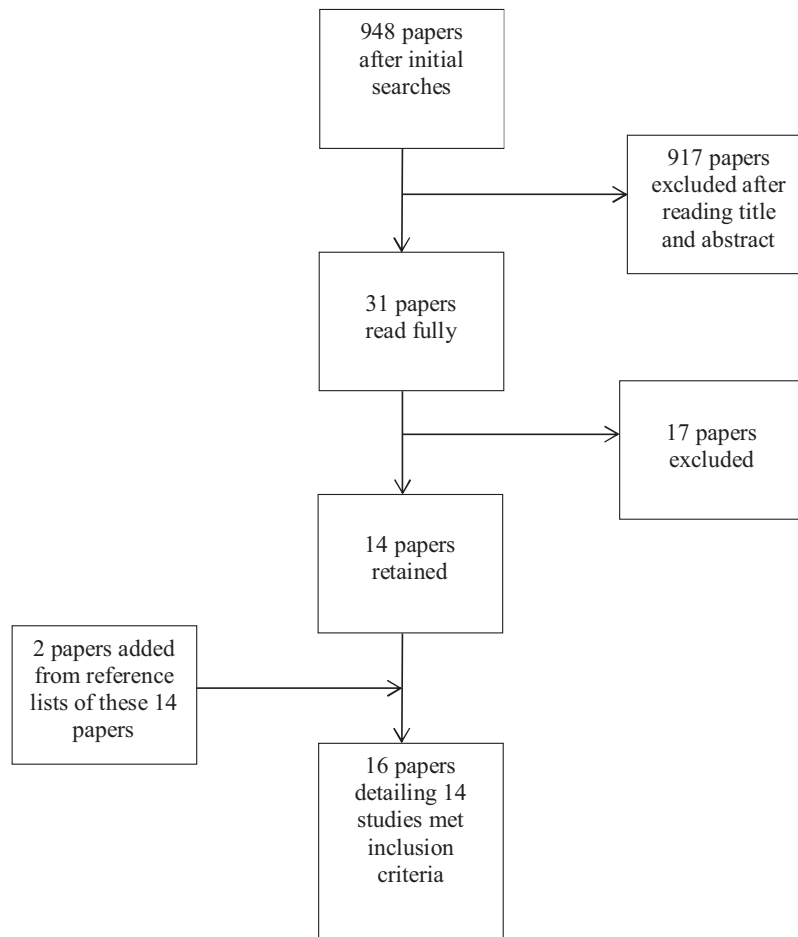 948 papers
after initial
searches
917 papers
excluded after
reading title
and abstract
31 papers
read fully
17 papers
excluded
14 papers
retained
2 papers added
from reference
lists of these 14
papers
16 papers
detailing 14
studies met
inclusion
criteria